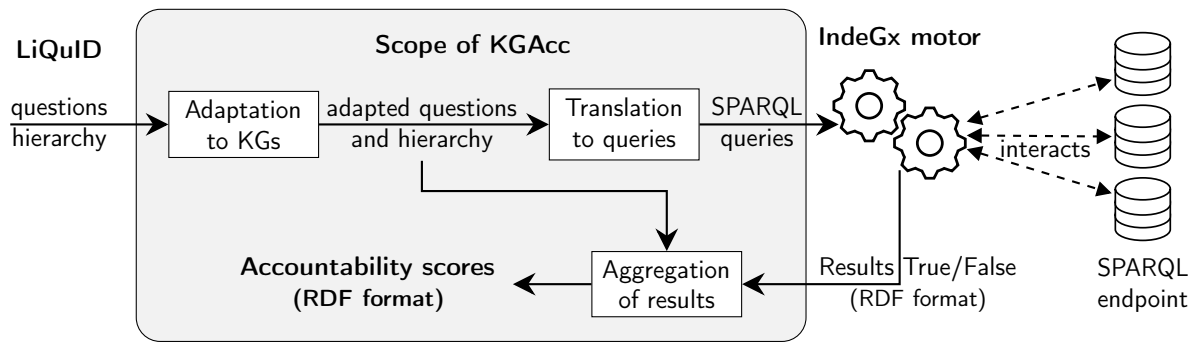 LiQuID
Scope of KGAcc
IndeGx motor
questions
hierarchy
Adaptation
to KGs
adapted questions
and hierarchy
Translation
to queries
SPARQL
queries
interacts
Accountability scores
(RDF format)
Aggregation
of results
Results True/False
(RDF format)
SPARQL
endpoint